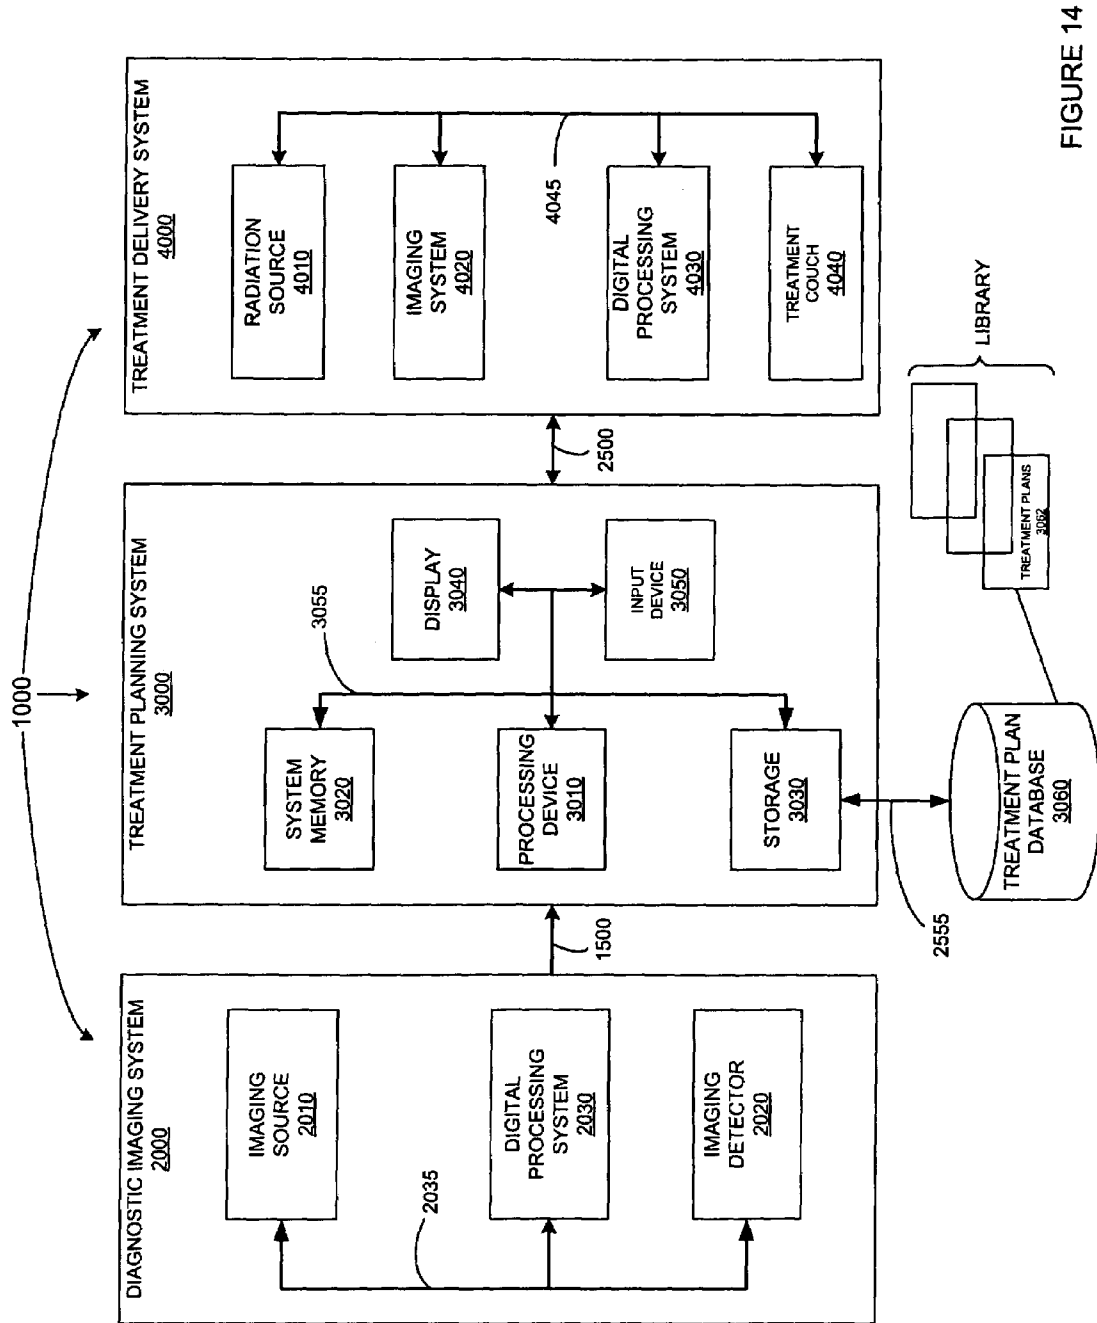 1000
DIAGNOSTIC IMAGING SYSTEM
2000
IMAGING
SOURCE
2010
DIGITAL
PROCESSING
SYSTEM
2030
IMAGING
DETECTOR
2020
2035
1500
TREATMENT PLANNING SYSTEM
3000
SYSTEM
MEMORY
3020
PROCESSING
DEVICE
3010
STORAGE
3030
3055
DISPLAY
3040
INPUT
DEVICE
3050
2500
TREATMENT DELIVERY SYSTEM
4000
RADIATION
SOURCE
4010
IMAGING
SYSTEM
4020
DIGITAL
PROCESSING
SYSTEM
4030
TREATMENT
COUCH
4040
4045
2555
TREATMENT PLAN
DATABASE
3060
TREATMENT PLANS
3062
LIBRARY
FIGURE 14